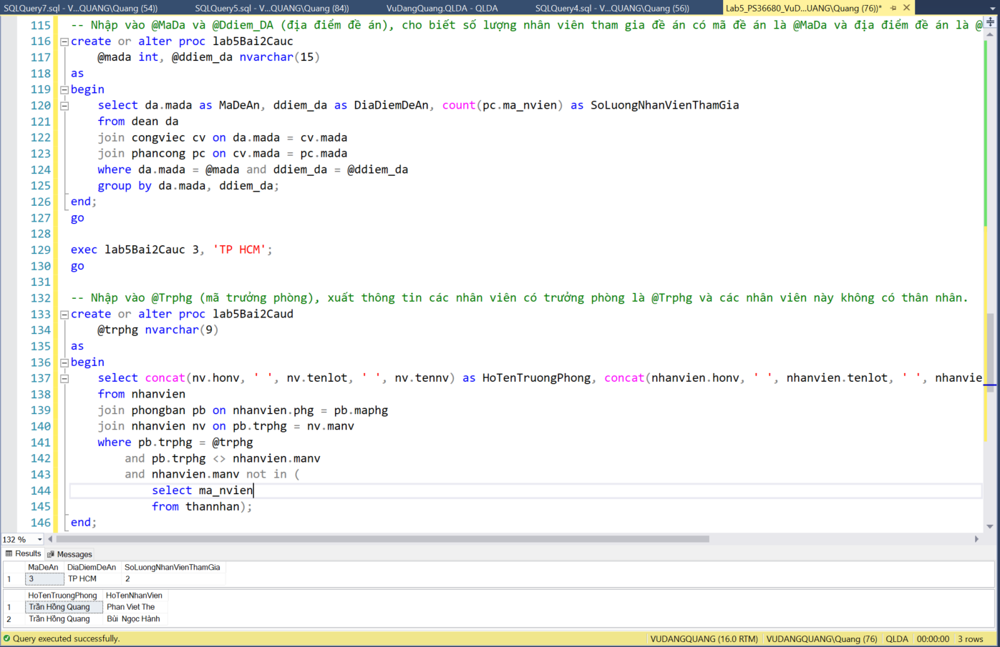 SQLQuery7.sql - V...QUANG\Quang (54)) SQLQuery5.sql - V...QUANG\Quang (84)) VuDangQuang.QLDA - QLDA SQLQuery4.sql - V...QUANG\Quang (56)) Lab5_PS36680_VuD...UANG\Quang (76))*
115 -- Nhập vào @MaDa và @Ddiem_DA (địa điểm đề án), cho biết số lượng nhân viên tham gia đề án có mã đề án là @MaDa và địa điểm đề án là @
116 create or alter proc lab5Bai2Cauc
117 @mada int, @ddiem_da nvarchar(15)
118 as
119 begin
120 select da.mada as MaDeAn, ddiem_da as DiaDiemDeAn, count(pc.ma_nvien) as SoLuongNhanVienThamGia
121 from dean da
122 join congviec cv on da.mada = cv.mada
123 join phancong pc on cv.mada = pc.mada
124 where da.mada = @mada and ddiem_da = @ddiem_da
125 group by da.mada, ddiem_da;
126 end;
127 go
128
129 exec lab5Bai2Cauc 3, 'TP HCM';
130 go
131
132 -- Nhập vào @Trphg (mã trưởng phòng), xuất thông tin các nhân viên có trưởng phòng là @Trphg và các nhân viên này không có thân nhân.
133 create or alter proc lab5Bai2Caud
134 @trphg nvarchar(9)
135 as
136 begin
137 select concat(nv.honv, ' ', nv.tenlot, ' ', nv.tennv) as HoTenTruongPhong, concat(nhanvien.honv, ' ', nhanvien.tenlot, ' ', nhanvie
138 from nhanvien
139 join phongban pb on nhanvien.phg = pb.maphg
140 join nhanvien nv on pb.trphg = nv.manv
141 where pb.trphg = @trphg
142 and pb.trphg <> nhanvien.manv
143 and nhanvien.manv not in (
144 select ma_nvien
145 from thannhan);
146 end;
132 %
Results Messages
MaDeAn DiaDiemDeAn SoLuongNhanVienThamGia
1 3 TP HCM 2
HoTenTruongPhong HoTenNhanVien
1 Trần Hồng Quang Phan Viet The
2 Trần Hồng Quang Bùi Ngọc Hành
Query executed successfully. VUDANGQUANG (16.0 RTM) VUDANGQUANG\Quang (76) QLDA 00:00:00 3 rows